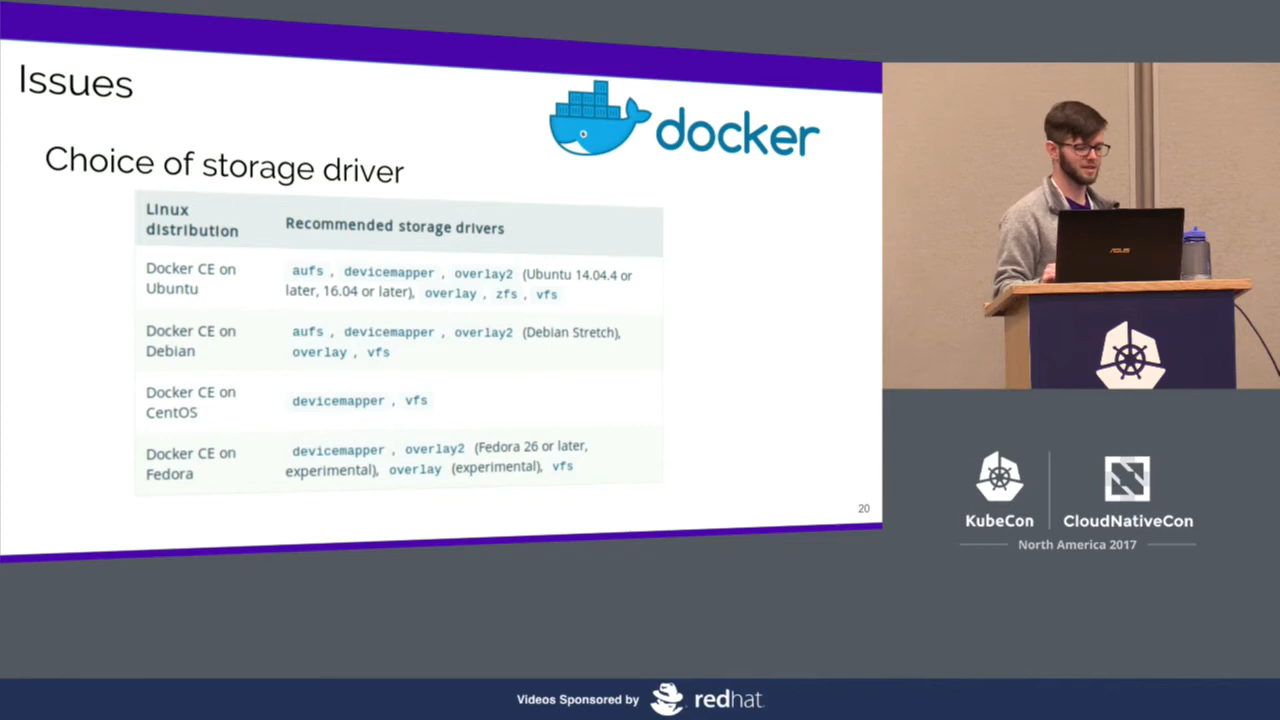 Issues
docker
Choice of storage driver
Linux
distribution
Recommended storage drivers
Docker CE on
Ubuntu
aufs , devicemapper , overlay2 (Ubuntu 14.04.4 or
later, 16.04 or later), overlay , zfs , vfs
Docker CE on
Debian
aufs , devicemapper , overlay2 (Debian Stretch),
overlay , vfs
Docker CE on
CentOS
devicemapper , vfs
Docker CE on
Fedora
devicemapper , overlay2 (Fedora 26 or later,
experimental), overlay (experimental), vfs
20
ASUS
KubeCon
CloudNativeCon
North America 2017
Videos Sponsored by
redhat.